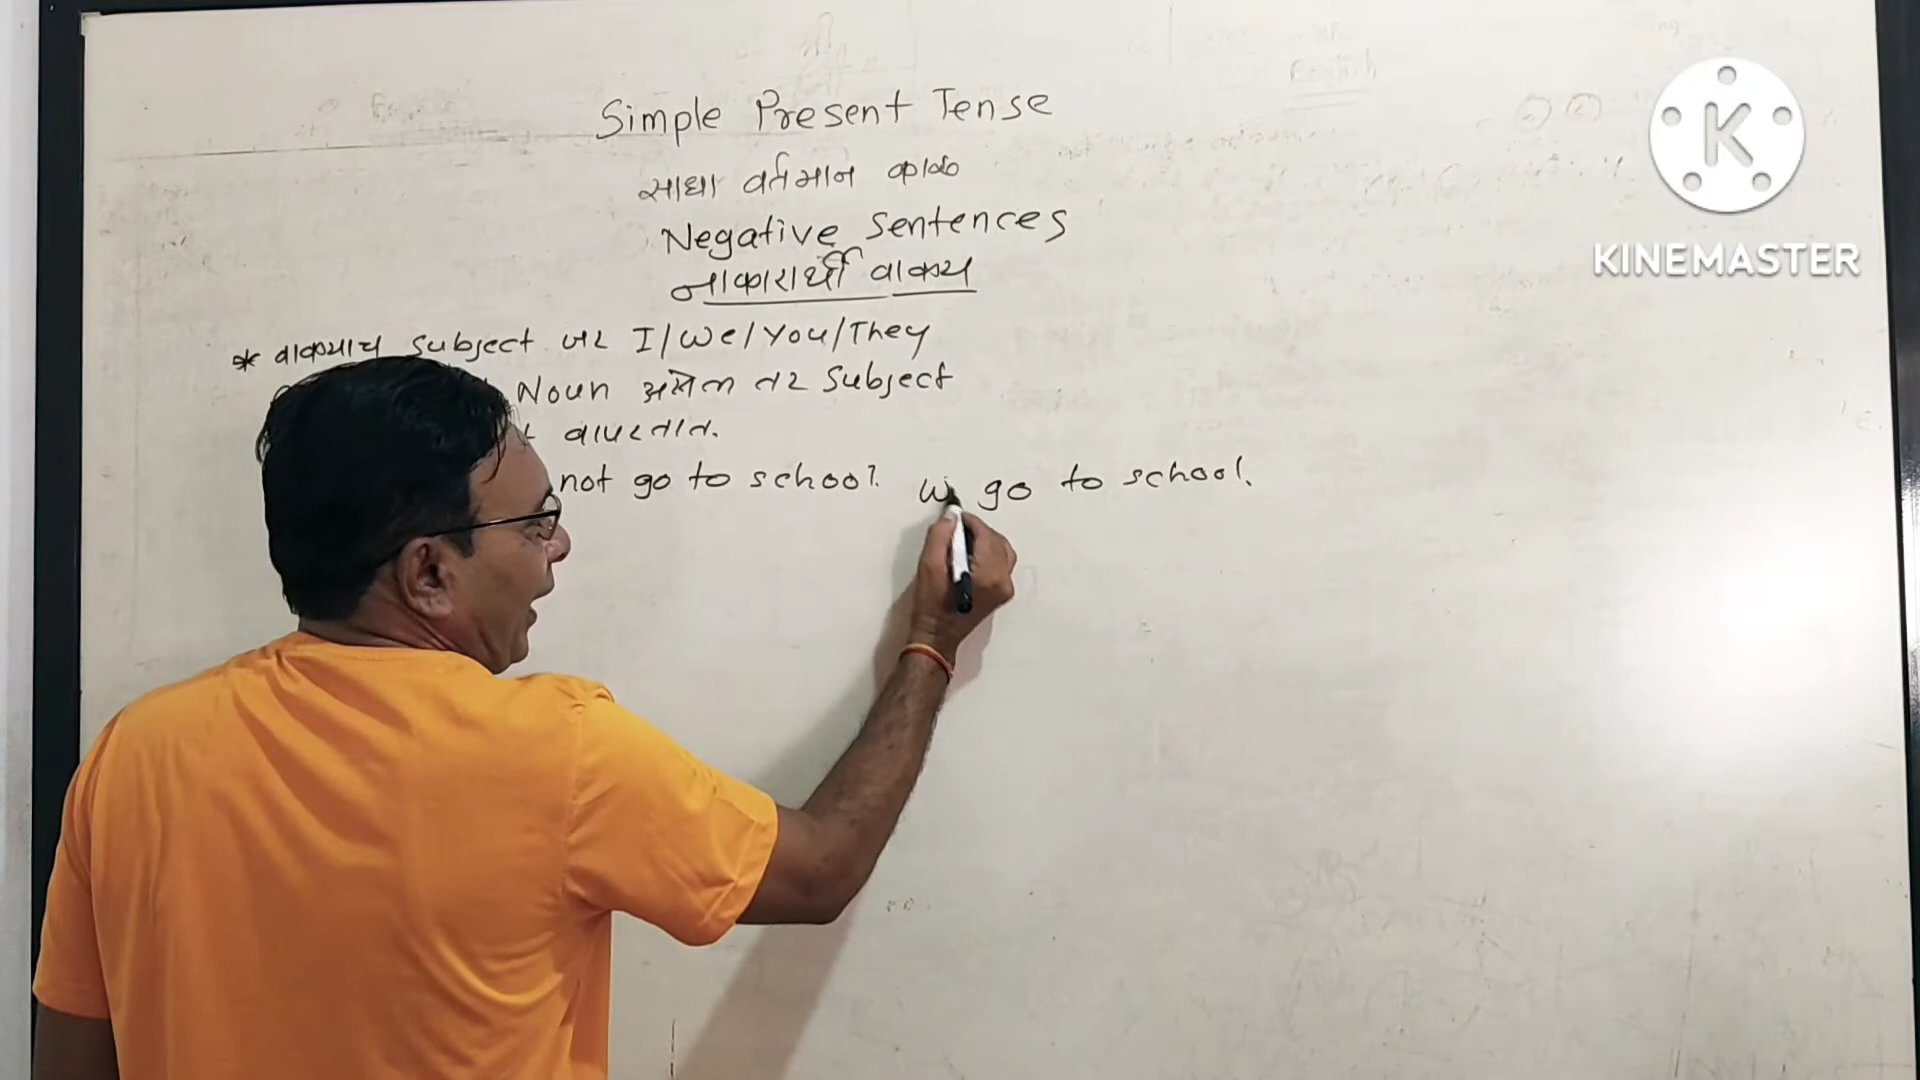 Simple Present Tense
साधा वर्तमान काळ
Negative Sentences
नाकारार्थी वाक्य
* वाक्याच subject जर I/We/You/They
Noun असेल तर Subject
वापरतात.
not go to school. W go to school.
KINEMASTER